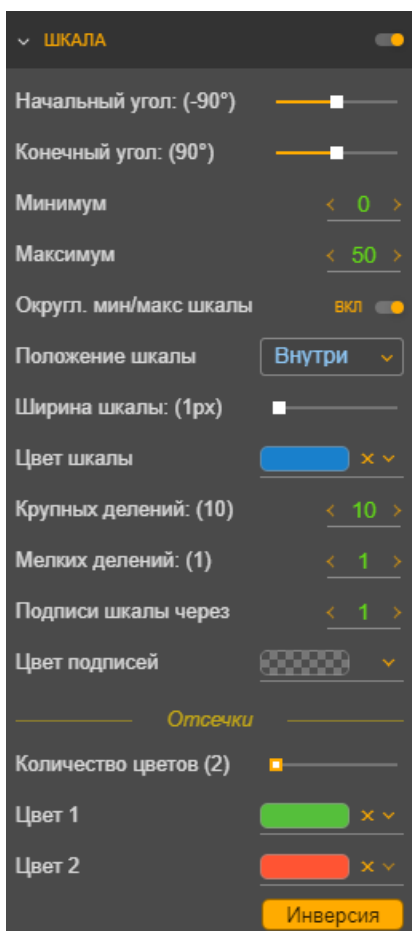 ШКАЛА
Начальный угол: (-90°)
Конечный угол: (90°)
Минимум < 0 >
Максимум < 50 >
Округл. мин/макс шкалы вкл
Положение шкалы Внутри
Ширина шкалы: (1px)
Цвет шкалы
Крупных делений: (10) < 10 >
Мелких делений: (1) < 1 >
Подписи шкалы через < 1 >
Цвет подписей
Отсечки
Количество цветов (2)
Цвет 1
Цвет 2
Инверсия